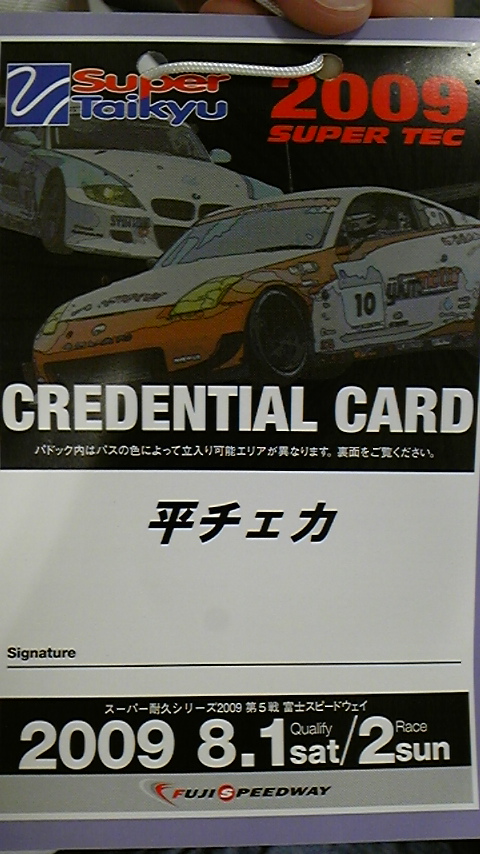 Super
Taikyu
2009
SUPER TEC
10
CREDENTIAL CARD
パドック内はパスの色によって立入り可能エリアが異なります。裏面をご覧ください。
平チェカ
Signature
スーパー耐久シリーズ2009 第5戦 富士スピードウェイ
2009 8.1 Qualify sat/2 Race sun
FUJI SPEEDWAY